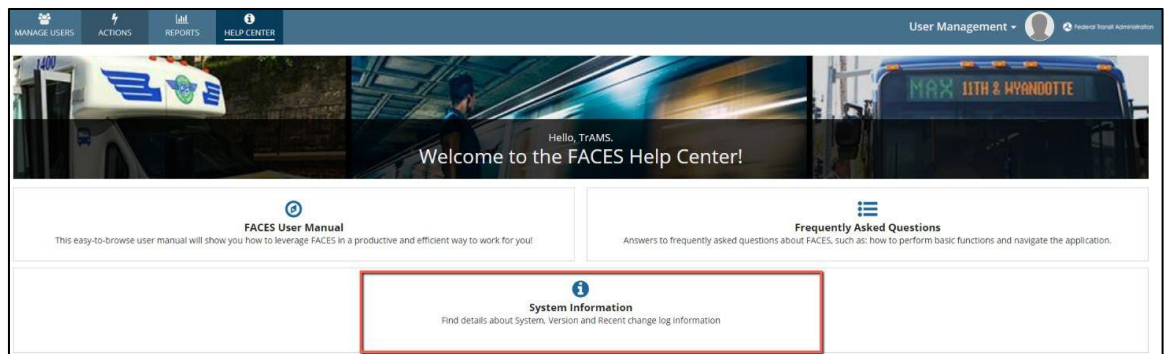 MANAGE USERS
ACTIONS
REPORTS
HELP CENTER
User Management
Federal Transit Administration
1400
MAX 11TH & WYANDOTTE
Hello, TrAMS.
Welcome to the FACES Help Center!
FACES User Manual
This easy-to-browse user manual will show you how to leverage FACES in a productive and efficient way to work for you!
Frequently Asked Questions
Answers to frequently asked questions about FACES, such as: how to perform basic functions and navigate the application.
System Information
Find details about System, Version and Recent change log information